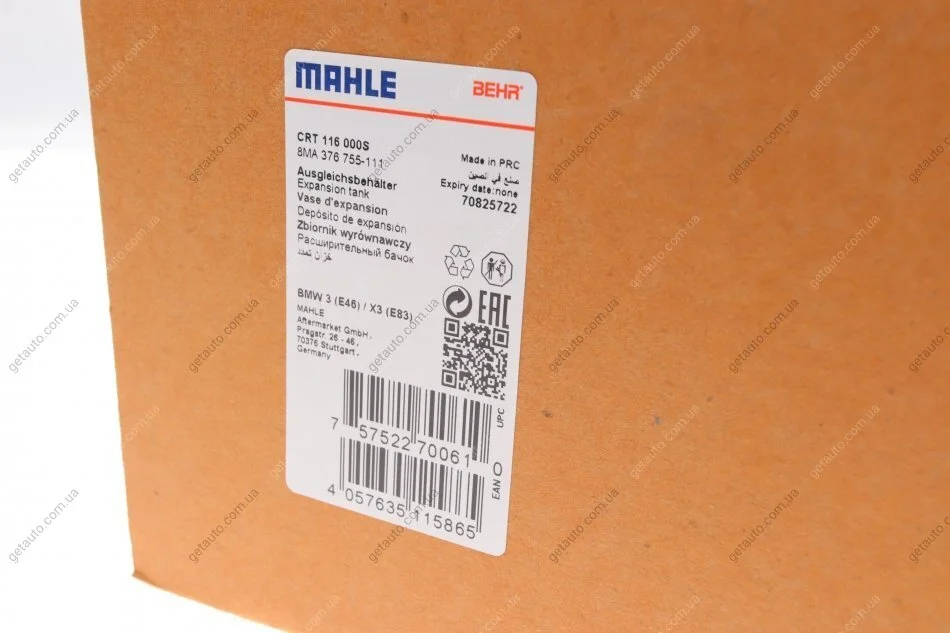 MAHLE
BEHR
CRT 116 000S
8MA 376 755-111
Ausgleichsbehälter
Expansion tank
Vase d'expansion
Depósito de expansión
Zbiornik wyrównawczy
Расширительный бачок
خزان تمدد
Made in PRC
صنع في الصين
Expiry date:none
70825722
BMW 3 (E46) / X3 (E83)
MAHLE
Aftermarket GmbH,
Pragstr. 26 - 46,
70376 Stuttgart,
Germany
EAC
UPC
7 57522 70061 0
EAN
4 057635 115865
getauto.com.ua